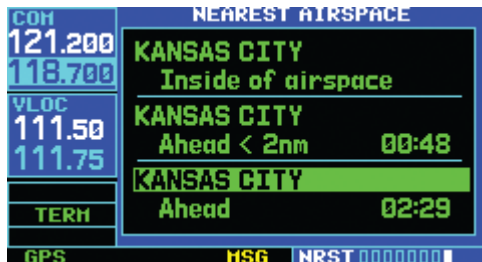 COM
121.200
118.700
VLOC
111.50
111.75
TERM
GPS
NEAREST AIRSPACE
KANSAS CITY
Inside of airspace
KANSAS CITY
Ahead < 2nm 00:48
KANSAS CITY
Ahead 02:29
MSG NRST